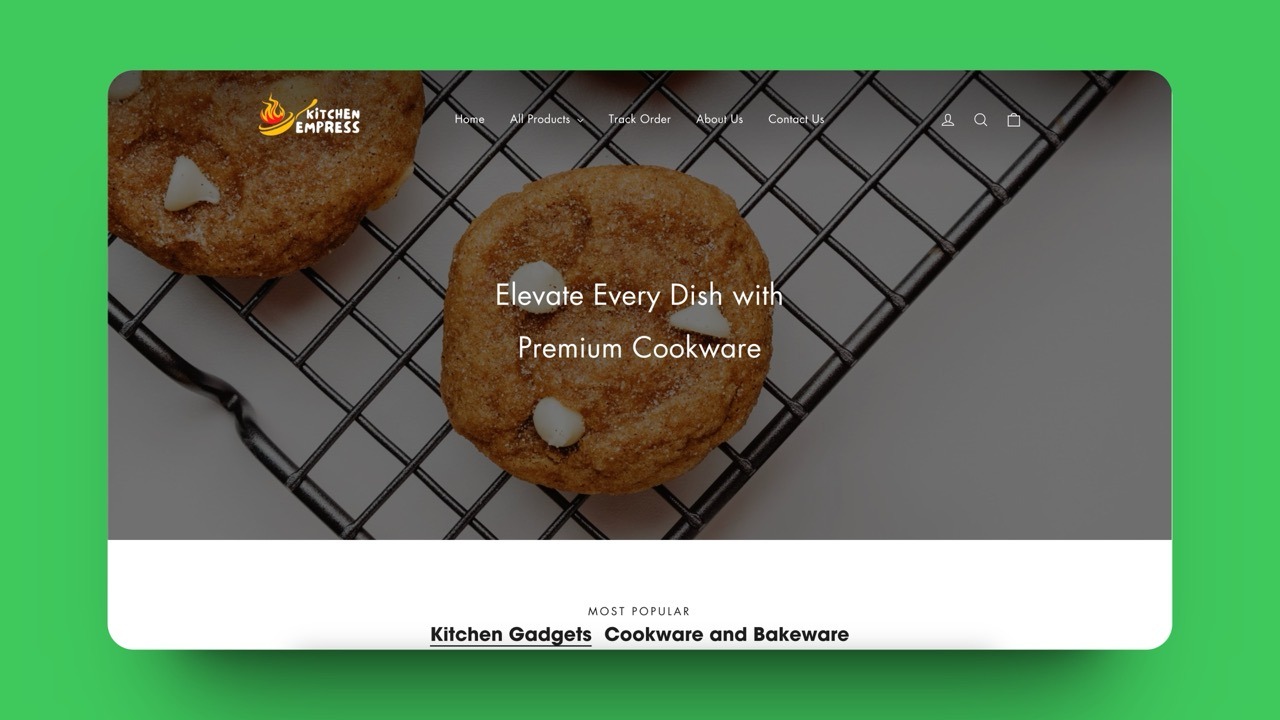 KiTCHEN
EMPRESS
Home All Products Track Order About Us Contact Us
Elevate Every Dish with
Premium Cookware
MOST POPULAR
Kitchen Gadgets Cookware and Bakeware